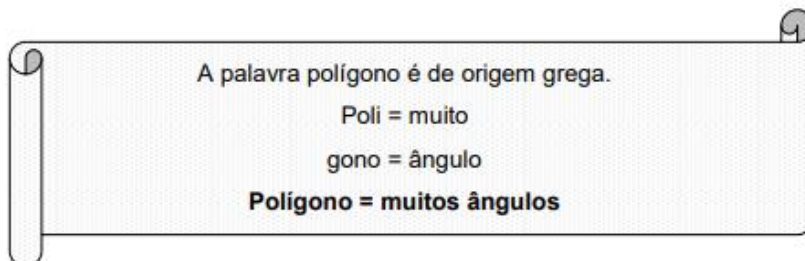 A palavra polígono é de origem grega.
Poli = muito
gono = ângulo
Polígono = muitos ângulos